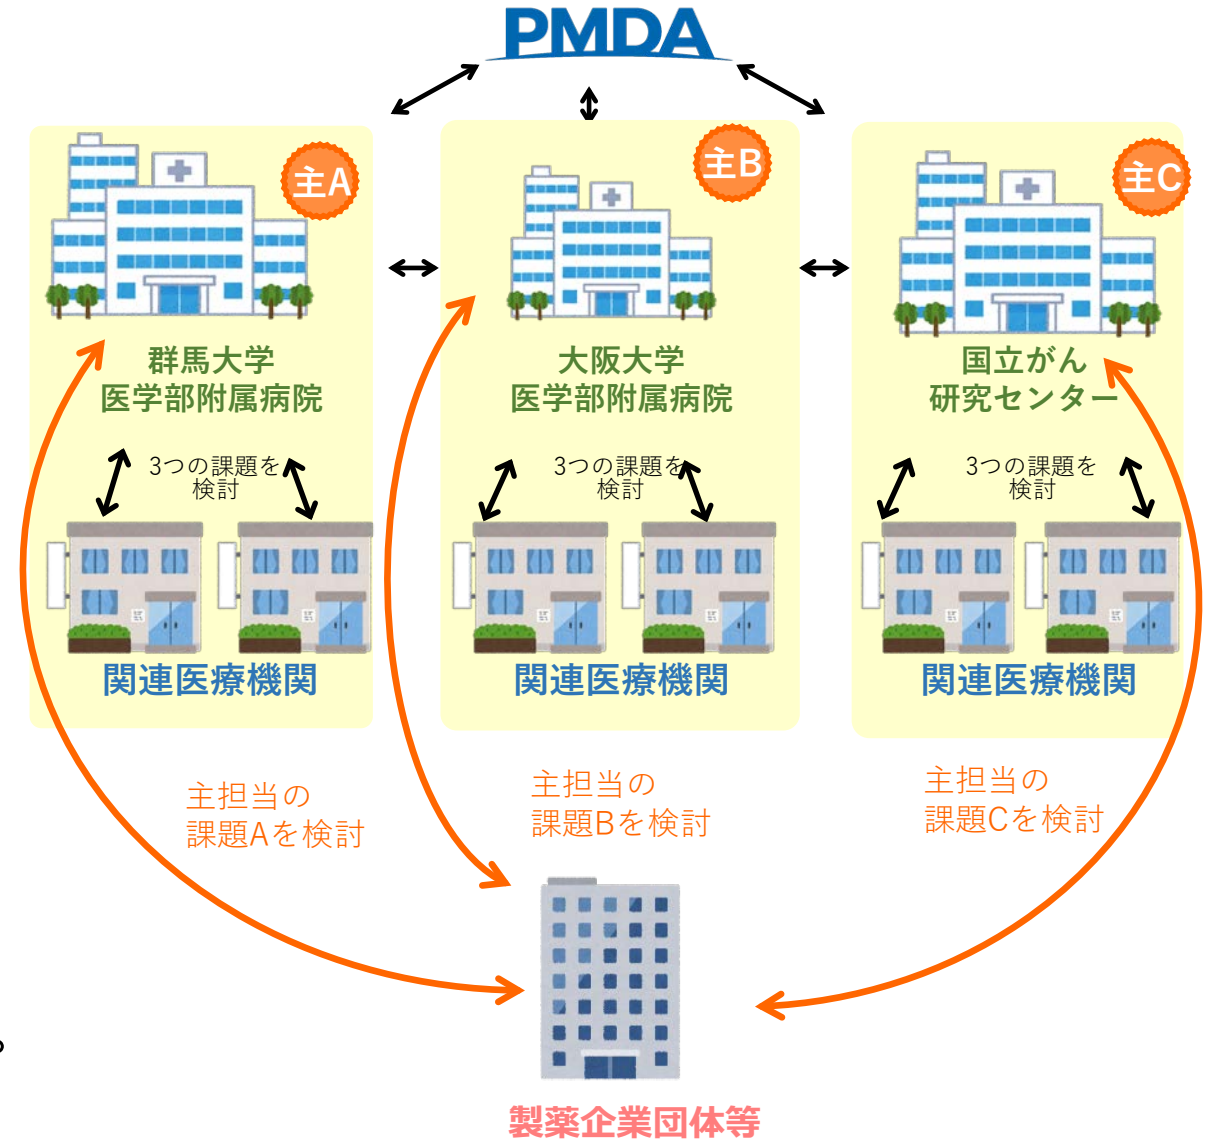 PMDA
主A
主B
主C
群馬大学
医学部附属病院
大阪大学
医学部附属病院
国立がん
研究センター
3つの課題を
検討
3つの課題を
検討
3つの課題を
検討
関連医療機関
関連医療機関
関連医療機関
主担当の
課題Aを検討
主担当の
課題Bを検討
主担当の
課題Cを検討
。
製薬企業団体等